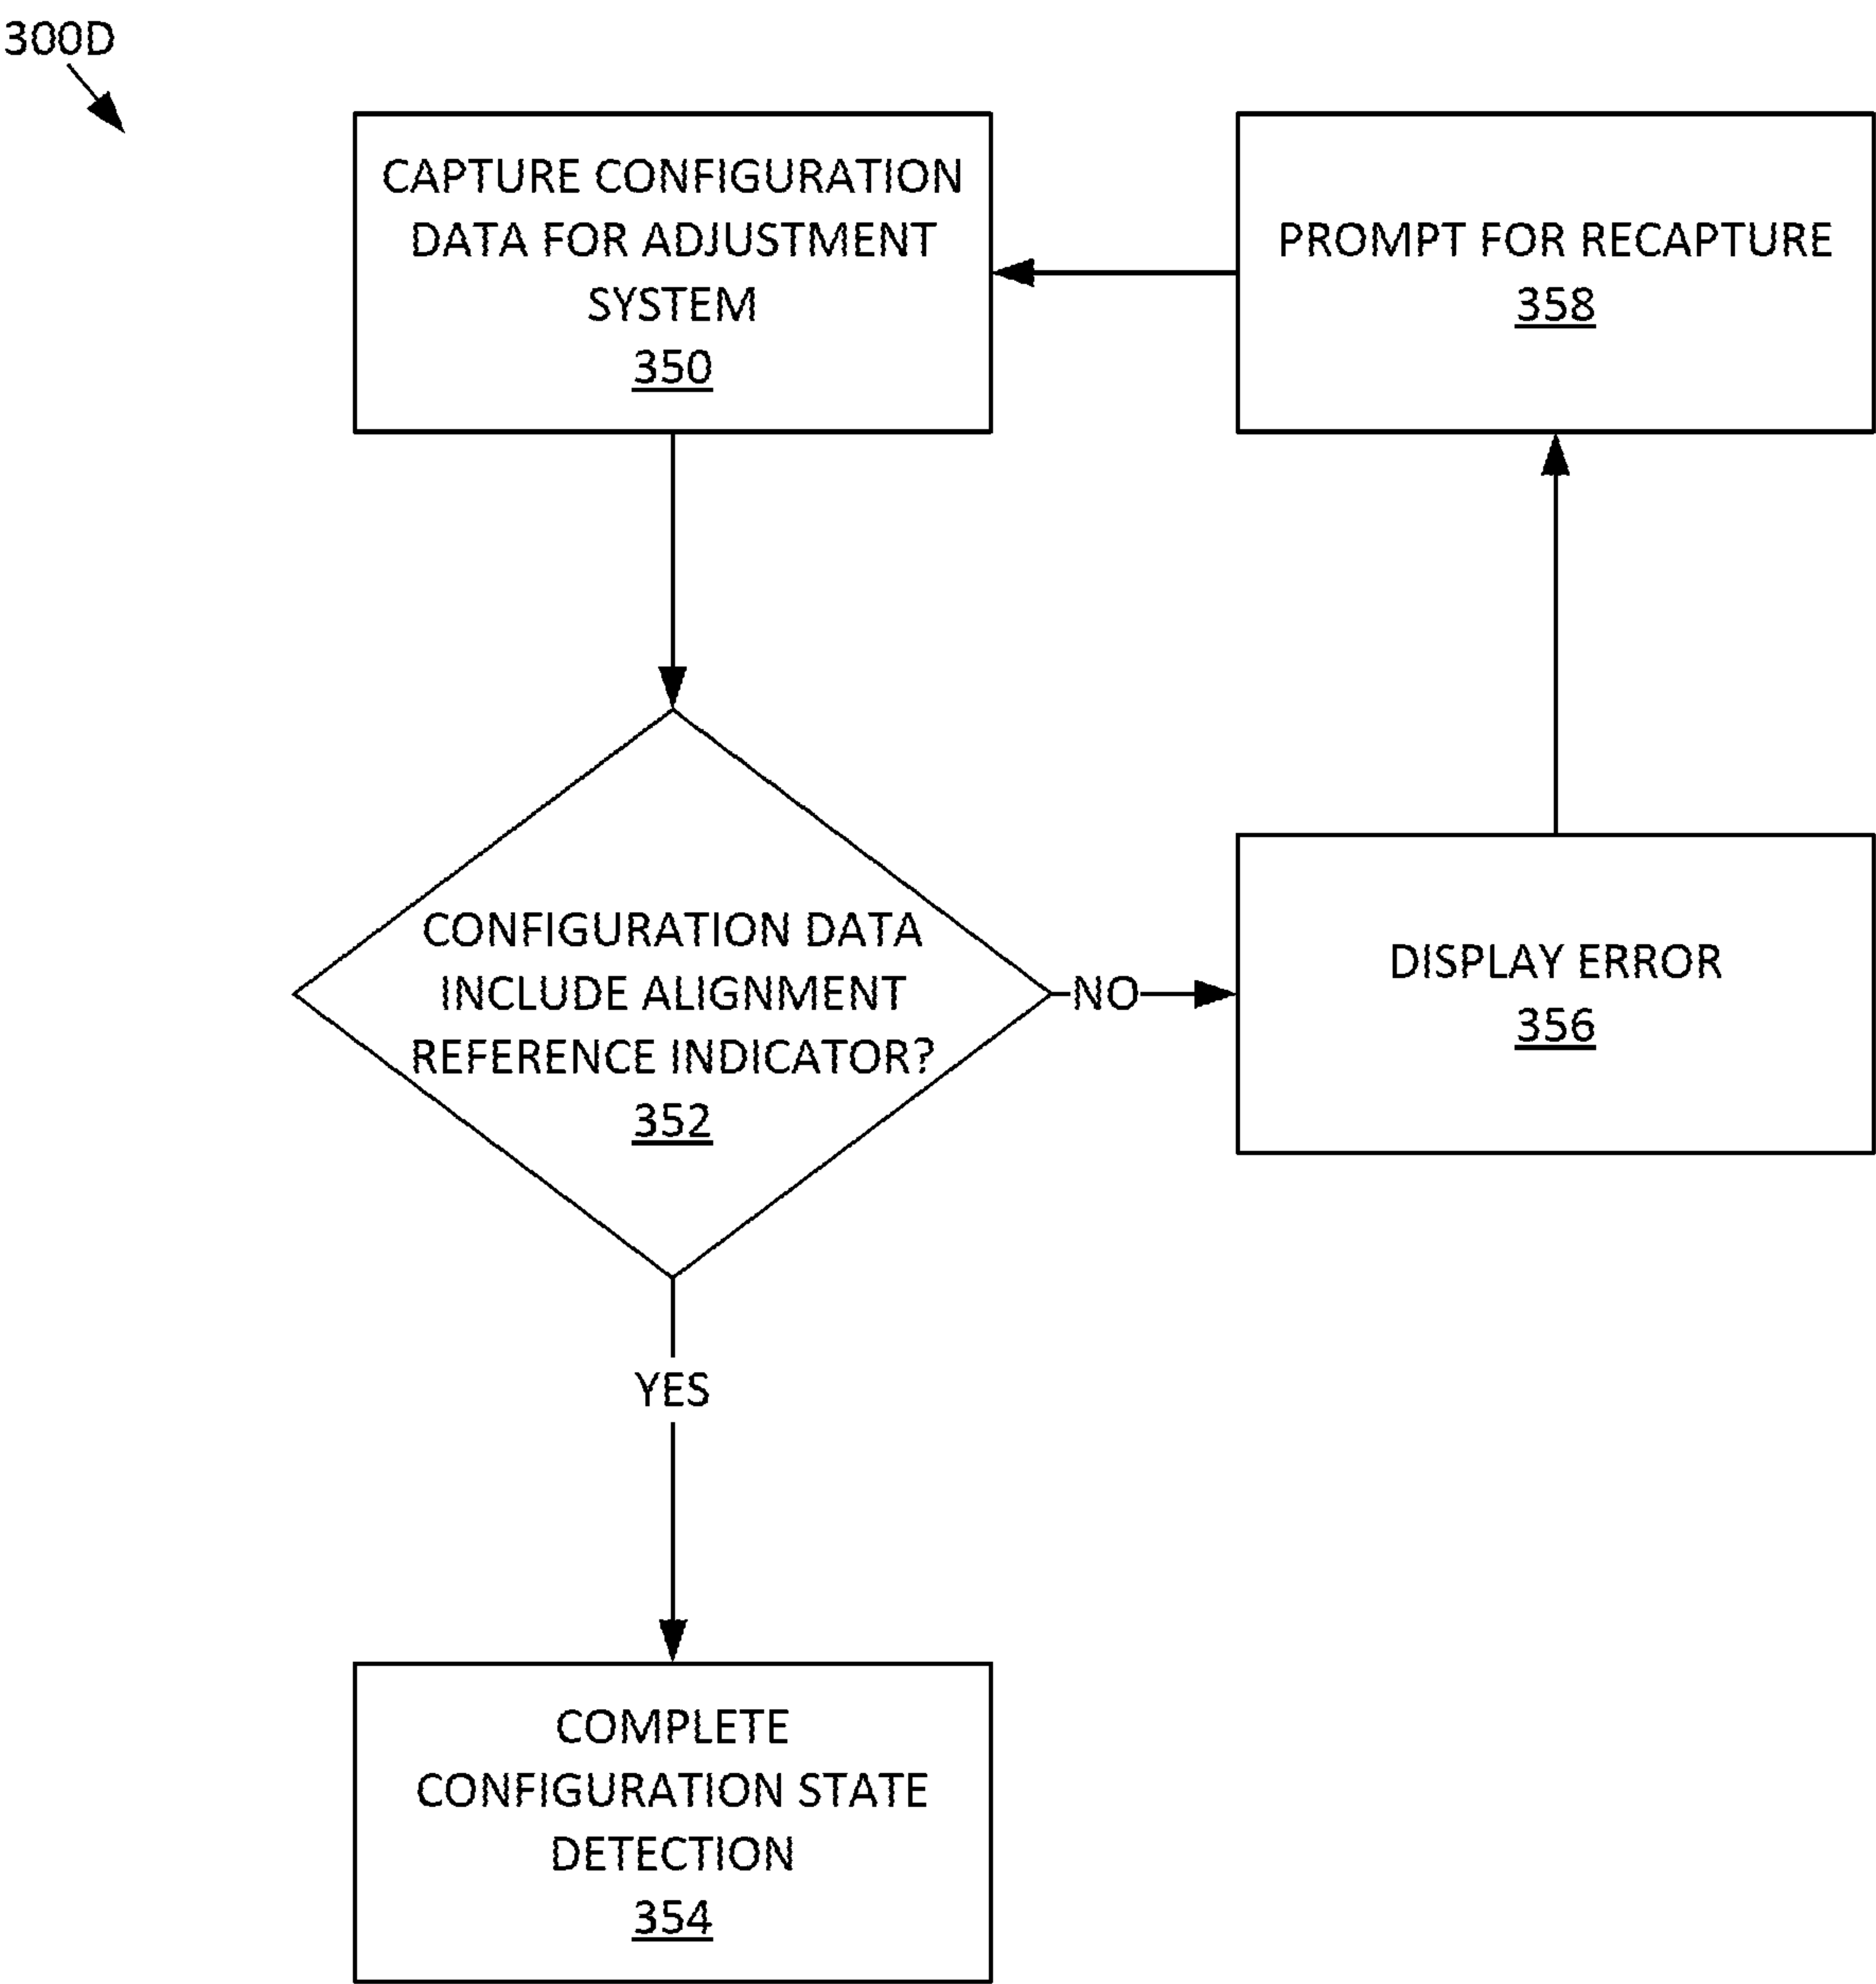 300D
CAPTURE CONFIGURATION
DATA FOR ADJUSTMENT
SYSTEM
350
PROMPT FOR RECAPTURE
358
CONFIGURATION DATA
INCLUDE ALIGNMENT
REFERENCE INDICATOR?
352
NO
DISPLAY ERROR
356
YES
COMPLETE
CONFIGURATION STATE
DETECTION
354